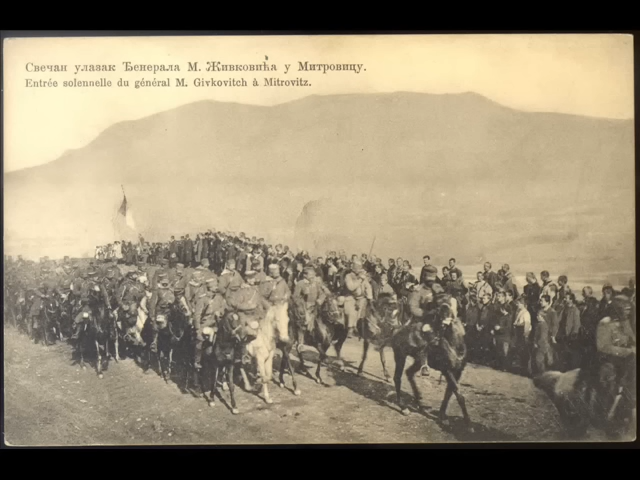 Свечан улазак Ђенерала М. Живковића у Митровицу.
Entrée solennelle du général M. Givkovitch à Mitrovitz.